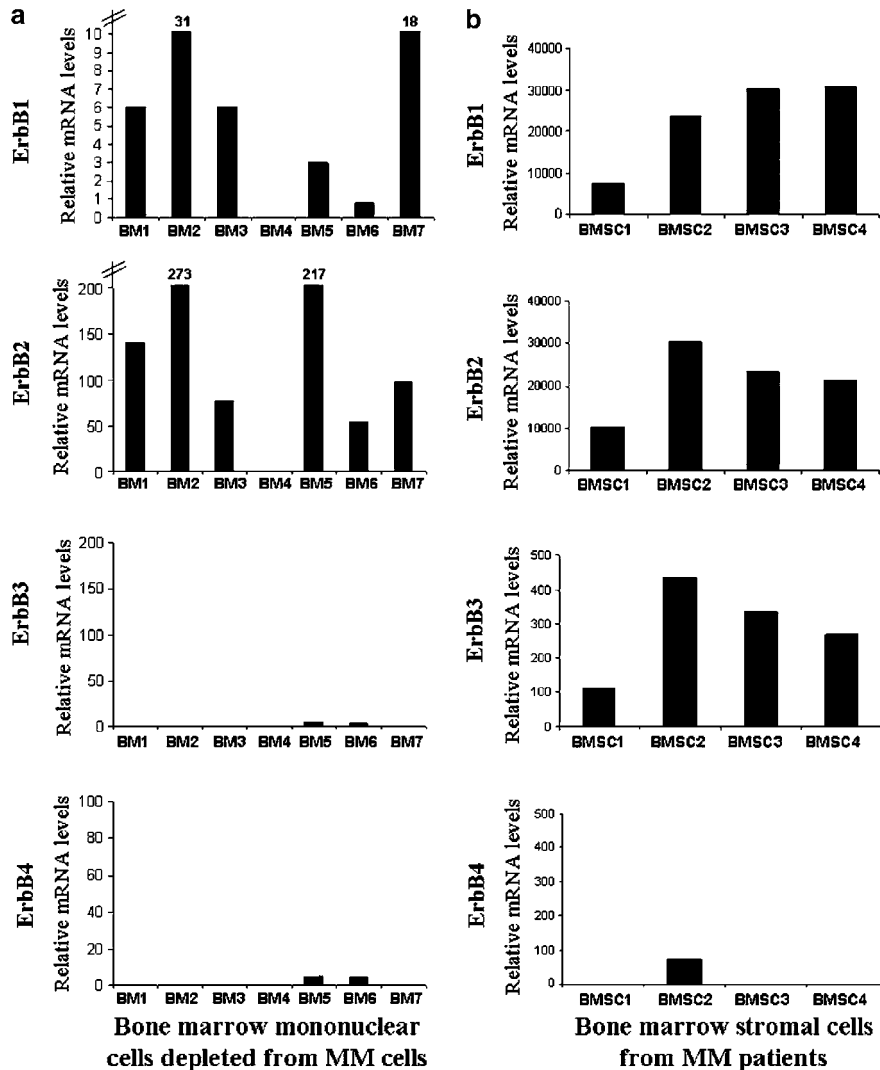 a
31
18
10
9
8
7
6
5
4
3
2
1
0
Relative mRNA levels
ErbB1
BM1 BM2 BM3 BM4 BM5 BM6 BM7
273
217
200
150
100
50
0
Relative mRNA levels
ErbB2
BM1 BM2 BM3 BM4 BM5 BM6 BM7
200
150
100
50
0
Relative mRNA levels
ErbB3
BM1 BM2 BM3 BM4 BM5 BM6 BM7
100
80
60
40
20
0
Relative mRNA levels
ErbB4
BM1 BM2 BM3 BM4 BM5 BM6 BM7
Bone marrow mononuclear
cells depleted from MM cells
b
40000
30000
20000
10000
0
Relative mRNA levels
ErbB1
BMSC1 BMSC2 BMSC3 BMSC4
40000
30000
20000
10000
0
Relative mRNA levels
ErbB2
BMSC1 BMSC2 BMSC3 BMSC4
500
400
300
200
100
0
Relative mRNA levels
ErbB3
BMSC1 BMSC2 BMSC3 BMSC4
500
400
300
200
100
0
Relative mRNA levels
ErbB4
BMSC1 BMSC2 BMSC3 BMSC4
Bone marrow stromal cells
from MM patients